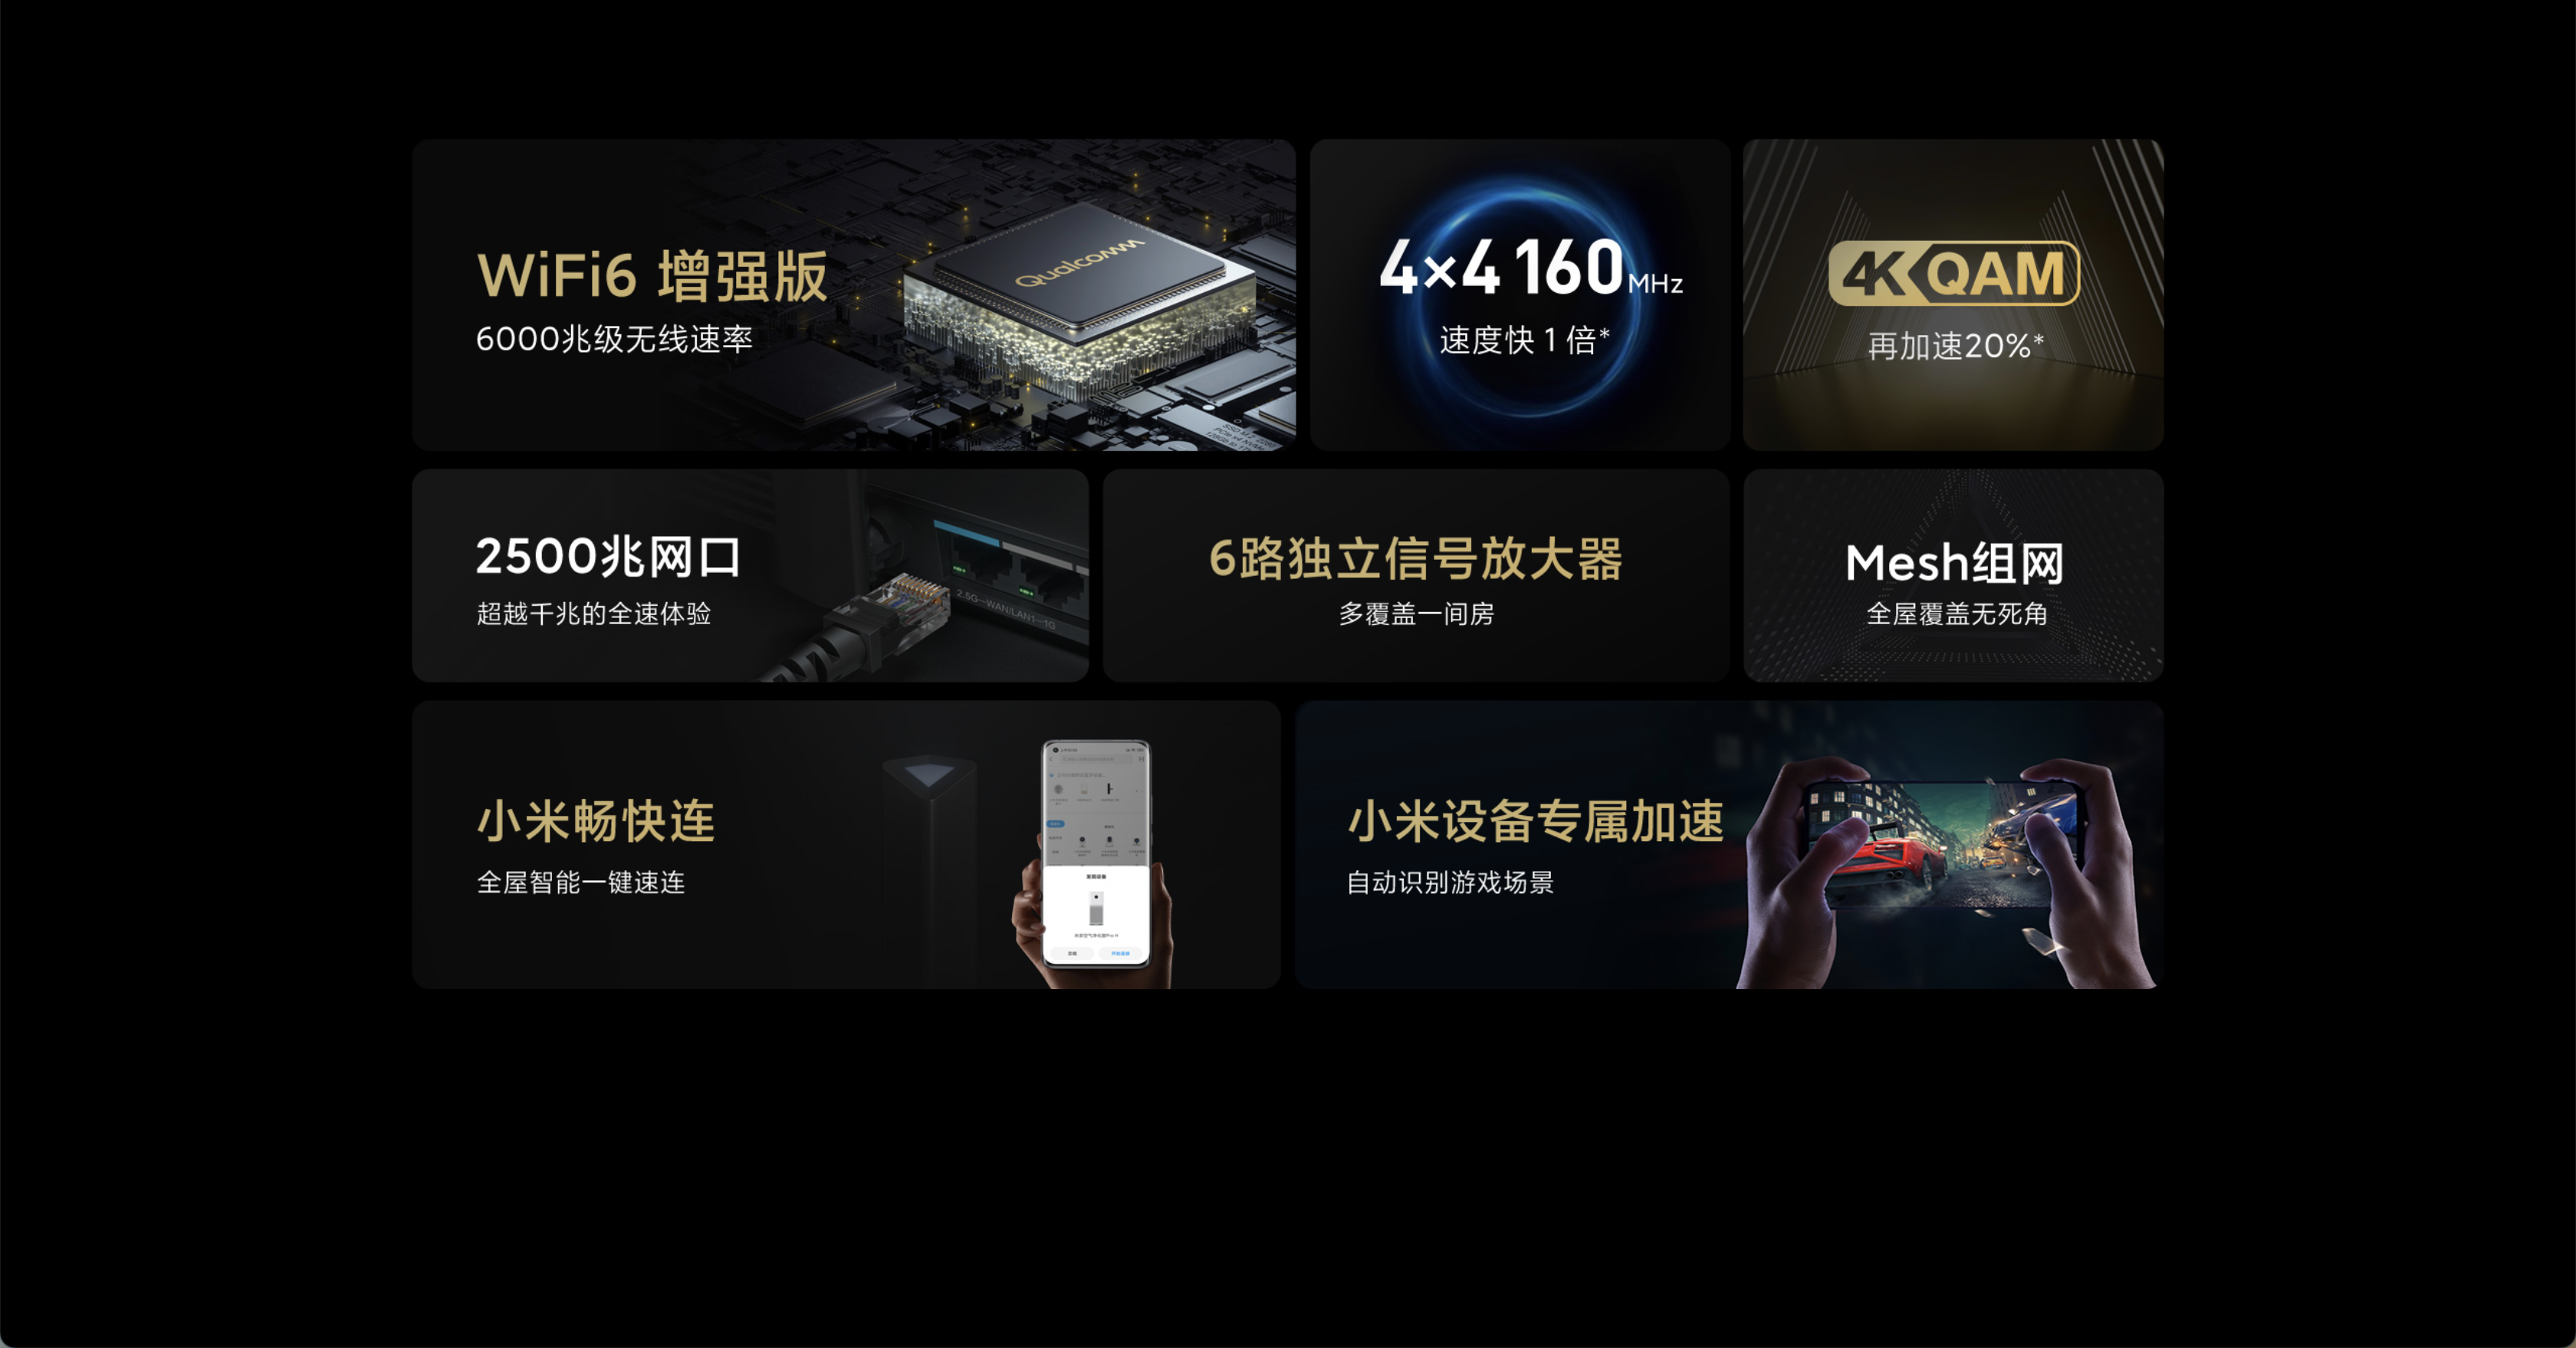 WiFi6 增强版
6000兆级无线速率
Qualcomm
4×4 160MHz
速度快 1 倍*
4K QAM
再加速20%*
2500兆网口
超越千兆的全速体验
2.5G—WAN/LAN1—1G
6路独立信号放大器
多覆盖一间房
Mesh组网
全屋覆盖无死角
小米畅快连
全屋智能一键速连
小米设备专属加速
自动识别游戏场景